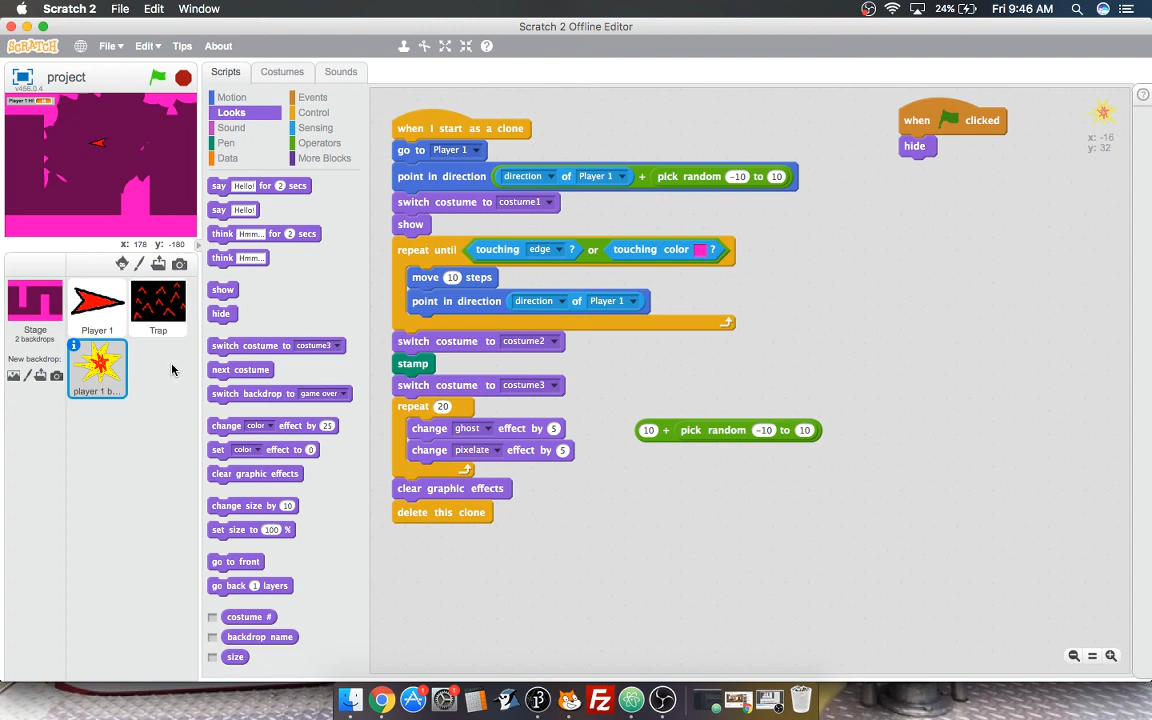 Scratch 2 File Edit Window 24% Fri 9:46 AM
Scratch 2 Offline Editor
SCRATCH File Edit Tips About
project
v456.0.4
Scripts Costumes Sounds
Motion Events
Looks Control
Sound Sensing
Pen Operators
Data More Blocks
say Hello! for 2 secs
say Hello!
think Hmm... for 2 secs
think Hmm...
show
hide
switch costume to costume3
next costume
switch backdrop to game over
change color effect by 25
set color effect to 0
clear graphic effects
change size by 10
set size to 100 %
go to front
go back 1 layers
costume #
backdrop name
size
x: 178 y: -180
Stage
2 backdrops
New backdrop:
Player 1
Trap
player 1 b...
when I start as a clone
go to Player 1
point in direction direction of Player 1 + pick random -10 to 10
switch costume to costume1
show
repeat until touching edge ? or touching color ?
move 10 steps
point in direction direction of Player 1
switch costume to costume2
stamp
switch costume to costume3
repeat 20
change ghost effect by 5
change pixelate effect by 5
clear graphic effects
delete this clone
10 + pick random -10 to 10
when clicked
hide
x: -16
y: 32